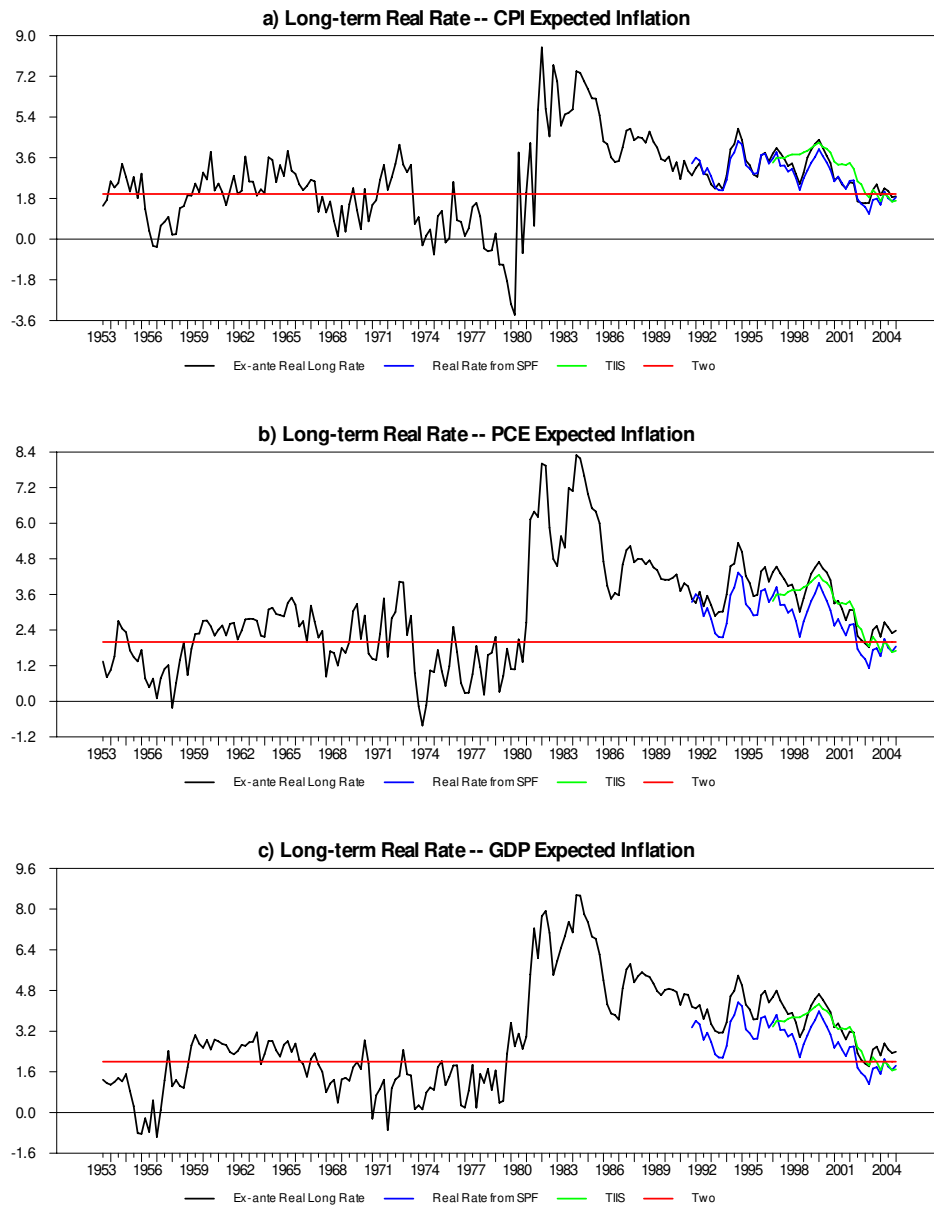 a) Long-term Real Rate -- CPI Expected Inflation
9.0
7.2
5.4
3.6
1.8
0.0
-1.8
-3.6
1953 1956 1959 1962 1965 1968 1971 1974 1977 1980 1983 1986 1989 1992 1995 1998 2001 2004
Ex-ante Real Long Rate Real Rate from SPF TIIS Two
b) Long-term Real Rate -- PCE Expected Inflation
8.4
7.2
6.0
4.8
3.6
2.4
1.2
0.0
-1.2
1953 1956 1959 1962 1965 1968 1971 1974 1977 1980 1983 1986 1989 1992 1995 1998 2001 2004
Ex-ante Real Long Rate Real Rate from SPF TIIS Two
c) Long-term Real Rate -- GDP Expected Inflation
9.6
8.0
6.4
4.8
3.2
1.6
0.0
-1.6
1953 1956 1959 1962 1965 1968 1971 1974 1977 1980 1983 1986 1989 1992 1995 1998 2001 2004
Ex-ante Real Long Rate Real Rate from SPF TIIS Two